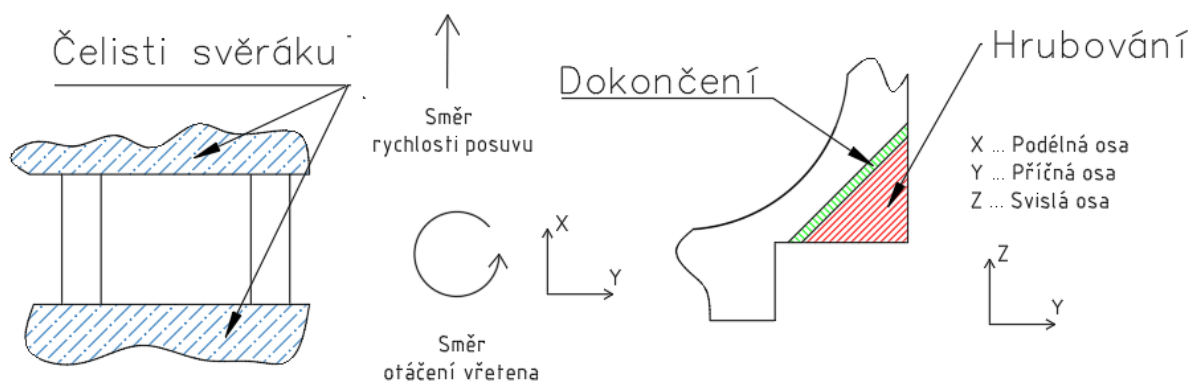 Čelisti svěráku
Směr
rychlosti posuvu
Směr
otáčení vřetena
X
Y
Dokončení
Hrubování
X ... Podélná osa
Y ... Příčná osa
Z ... Svislá osa
Z
Y